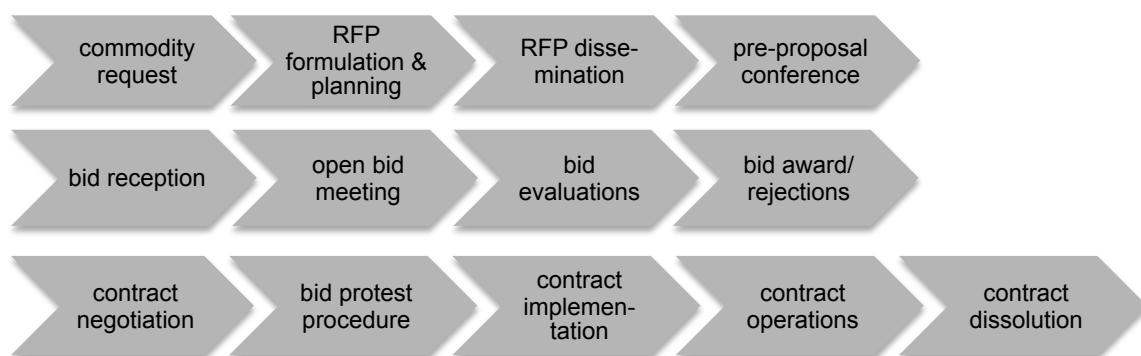 commodity
request
RFP
formulation &
planning
RFP disse-
mination
pre-proposal
conference
bid reception
open bid
meeting
bid
evaluations
bid award/
rejections
contract
negotiation
bid protest
procedure
contract
implemen-
tation
contract
operations
contract
dissolution